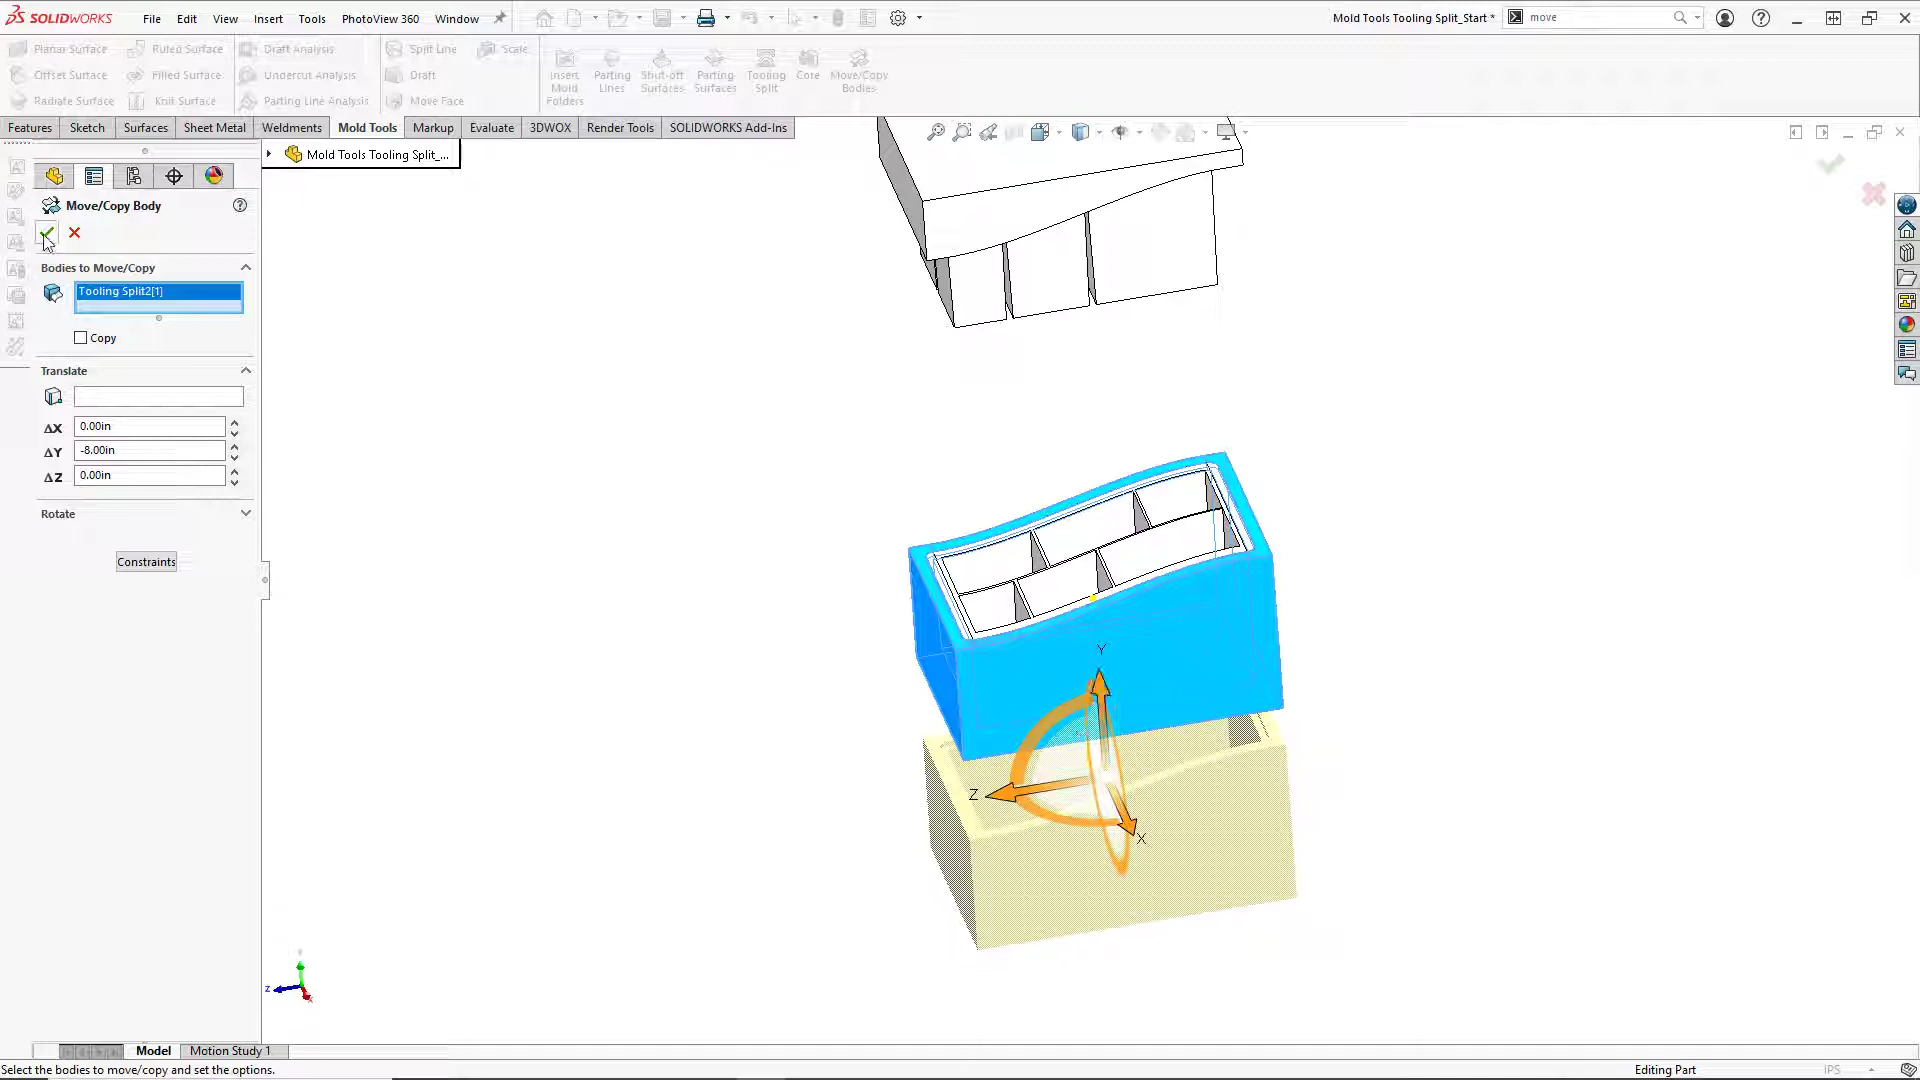 SOLIDWORKS File Edit View Insert Tools PhotoView 360 Window Mold Tools Tooling Split_Start * move
Planar Surface Ruled Surface Draft Analysis Split Line Scale
Offset Surface Filled Surface Undercut Analysis Draft
Radiate Surface Knit Surface Parting Line Analysis Move Face
Insert Mold Folders
Parting Lines
Shut-off Surfaces
Parting Surfaces
Tooling Split
Core
Move/Copy Bodies
Features Sketch Surfaces Sheet Metal Weldments Mold Tools Markup Evaluate 3DWOX Render Tools SOLIDWORKS Add-Ins
Mold Tools Tooling Split_...
Move/Copy Body
Bodies to Move/Copy
Tooling Split2[1]
Copy
Translate
ΔX 0.00in
ΔY -8.00in
ΔZ 0.00in
Rotate
Constraints
Y
Z
X
z
Model Motion Study 1
Select the bodies to move/copy and set the options. Editing Part IPS